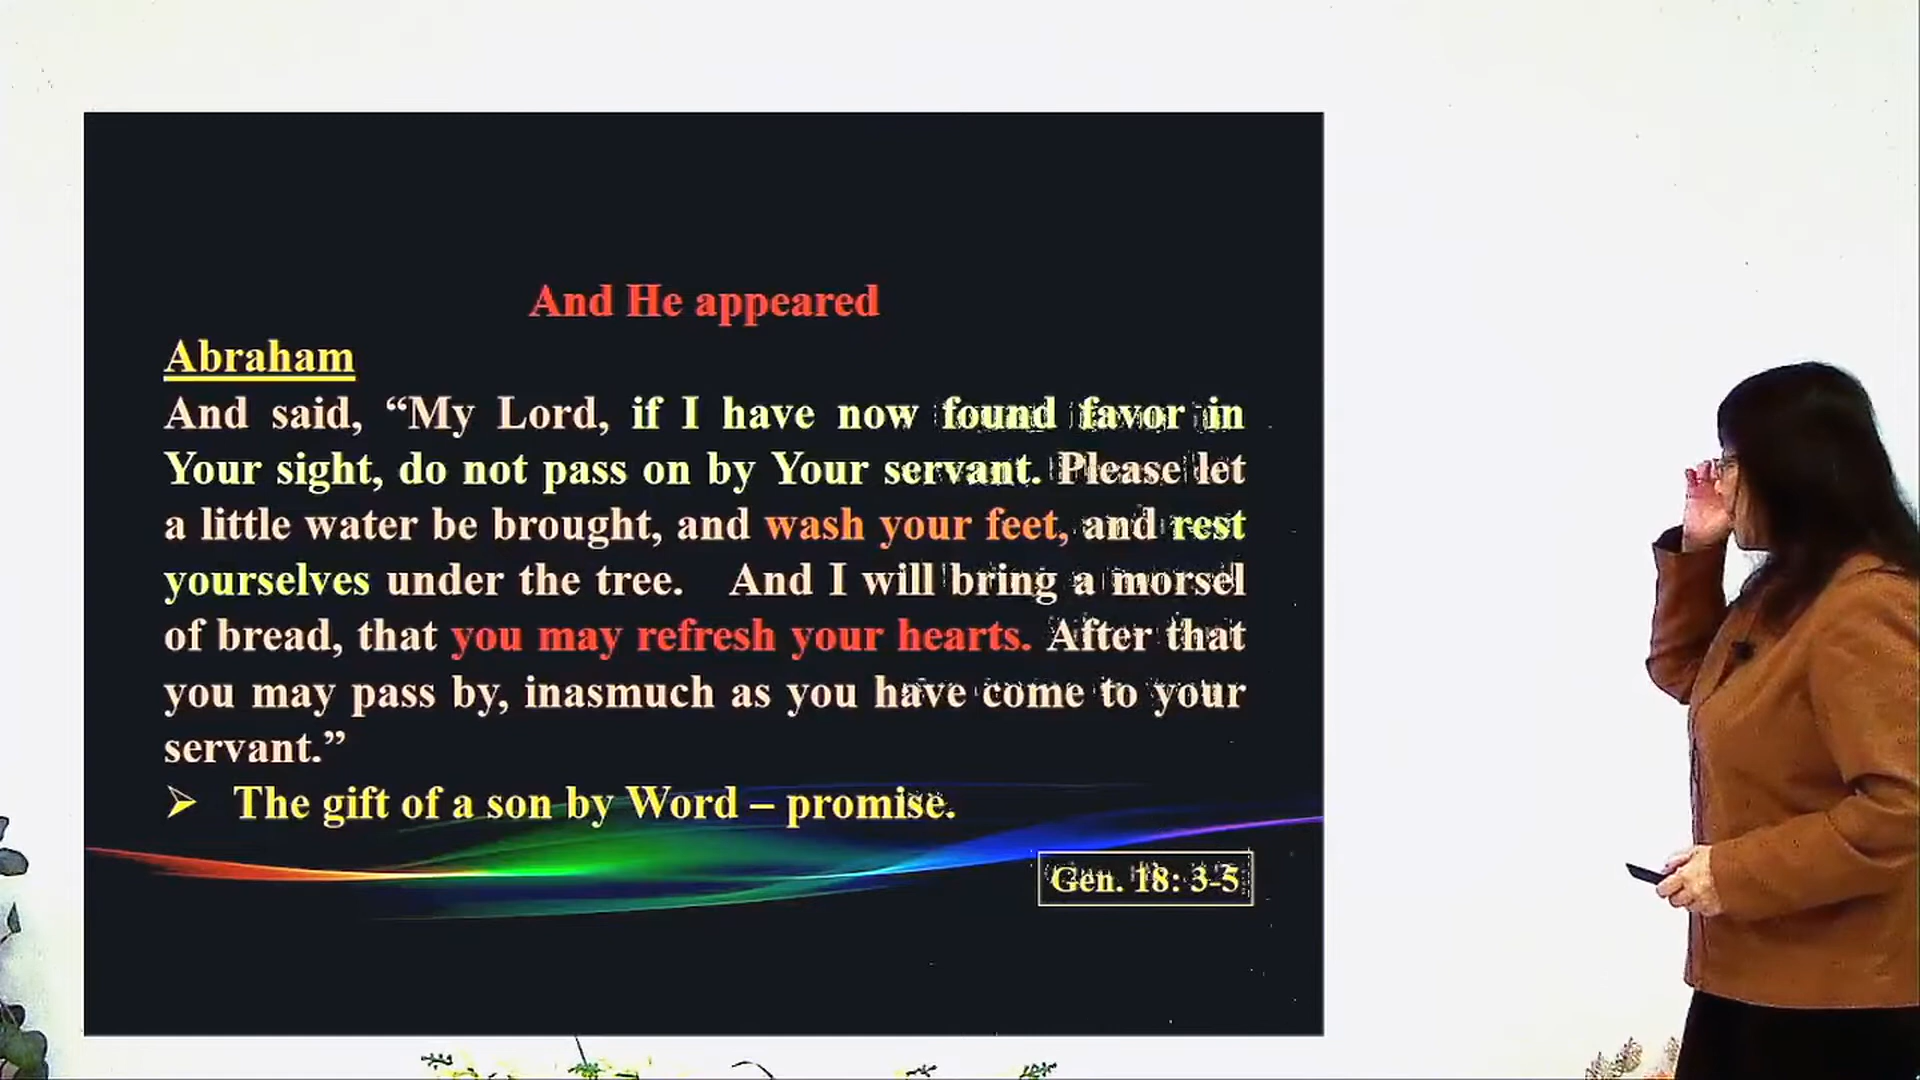 And He appeared
Abraham
And said, “My Lord, if I have now found favor in
Your sight, do not pass on by Your servant. Please let
a little water be brought, and wash your feet, and rest
yourselves under the tree. And I will bring a morsel
of bread, that you may refresh your hearts. After that
you may pass by, inasmuch as you have come to your
servant.”
➢ The gift of a son by Word – promise.
Gen. 18: 3-5